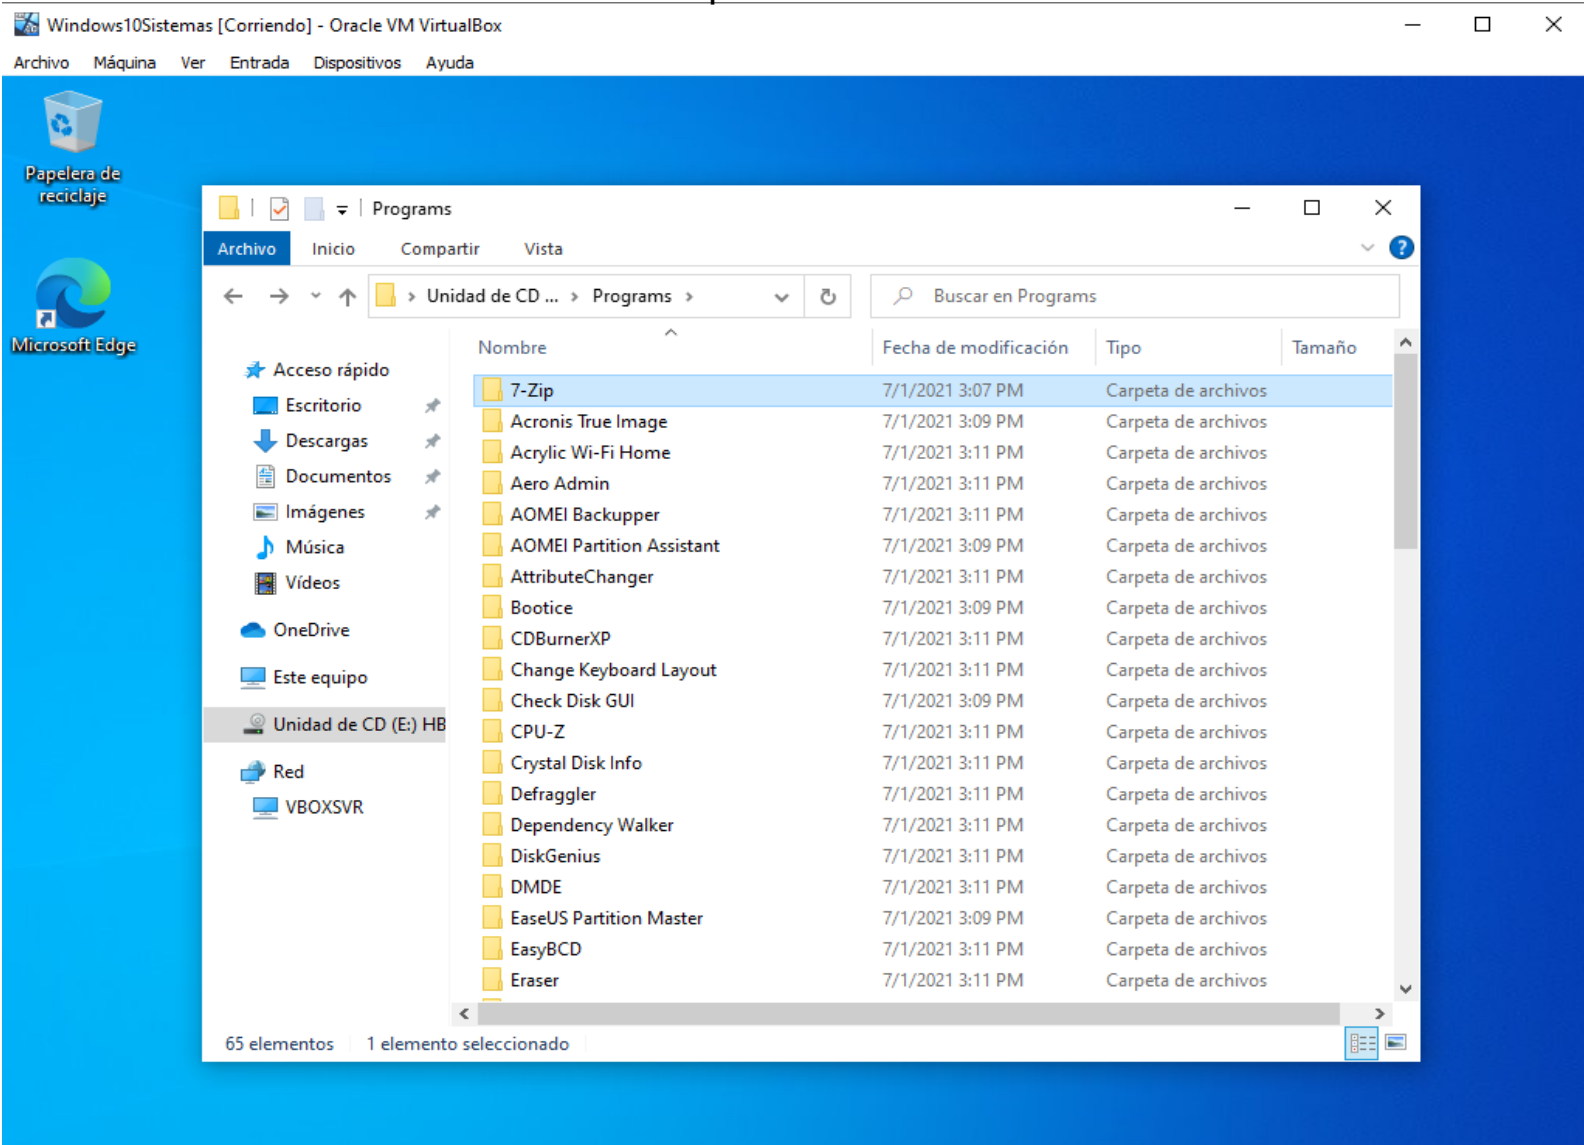 Windows10Sistemas [Corriendo] - Oracle VM VirtualBox
Archivo Máquina Ver Entrada Dispositivos Ayuda
Papelera de
reciclaje
Microsoft Edge
Programs
Archivo Inicio Compartir Vista
Unidad de CD ... > Programs >
Buscar en Programs
Acceso rápido
Escritorio
Descargas
Documentos
Imágenes
Música
Vídeos
OneDrive
Este equipo
Unidad de CD (E:) HB
Red
VBOXSVR
Nombre Fecha de modificación Tipo Tamaño
7-Zip 7/1/2021 3:07 PM Carpeta de archivos
Acronis True Image 7/1/2021 3:09 PM Carpeta de archivos
Acrylic Wi-Fi Home 7/1/2021 3:11 PM Carpeta de archivos
Aero Admin 7/1/2021 3:11 PM Carpeta de archivos
AOMEI Backupper 7/1/2021 3:11 PM Carpeta de archivos
AOMEI Partition Assistant 7/1/2021 3:09 PM Carpeta de archivos
AttributeChanger 7/1/2021 3:11 PM Carpeta de archivos
Bootice 7/1/2021 3:09 PM Carpeta de archivos
CDBurnerXP 7/1/2021 3:11 PM Carpeta de archivos
Change Keyboard Layout 7/1/2021 3:11 PM Carpeta de archivos
Check Disk GUI 7/1/2021 3:09 PM Carpeta de archivos
CPU-Z 7/1/2021 3:11 PM Carpeta de archivos
Crystal Disk Info 7/1/2021 3:11 PM Carpeta de archivos
Defraggler 7/1/2021 3:11 PM Carpeta de archivos
Dependency Walker 7/1/2021 3:11 PM Carpeta de archivos
DiskGenius 7/1/2021 3:11 PM Carpeta de archivos
DMDE 7/1/2021 3:11 PM Carpeta de archivos
EaseUS Partition Master 7/1/2021 3:09 PM Carpeta de archivos
EasyBCD 7/1/2021 3:11 PM Carpeta de archivos
Eraser 7/1/2021 3:11 PM Carpeta de archivos
65 elementos 1 elemento seleccionado